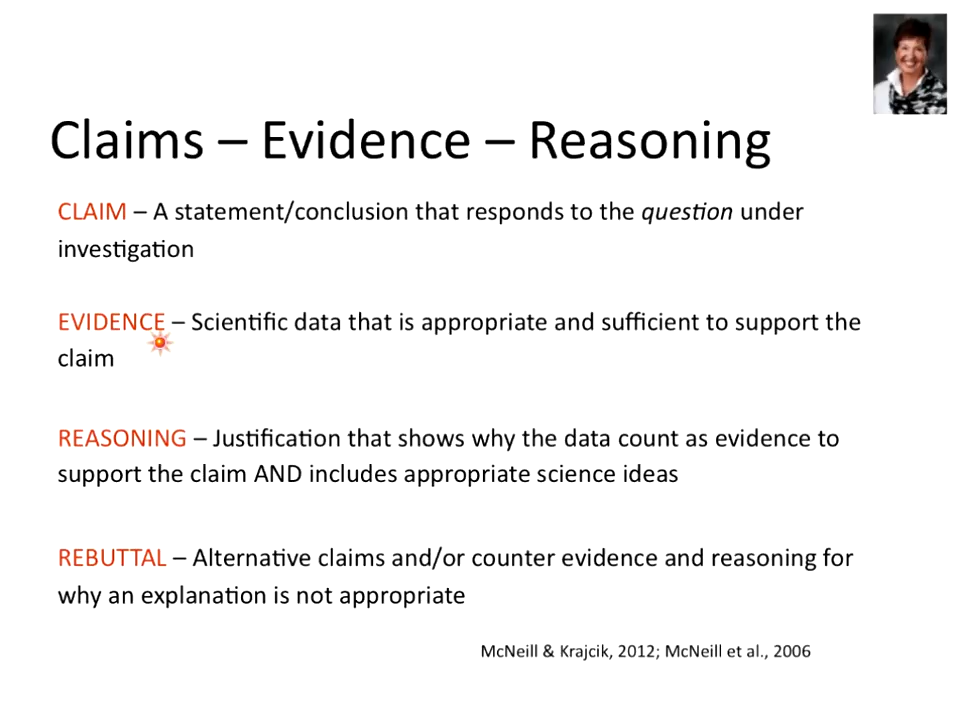 Claims – Evidence – Reasoning
CLAIM – A statement/conclusion that responds to the question under
investigation
EVIDENCE – Scientific data that is appropriate and sufficient to support the
claim
REASONING – Justification that shows why the data count as evidence to
support the claim AND includes appropriate science ideas
REBUTTAL – Alternative claims and/or counter evidence and reasoning for
why an explanation is not appropriate
McNeill & Krajcik, 2012; McNeill et al., 2006